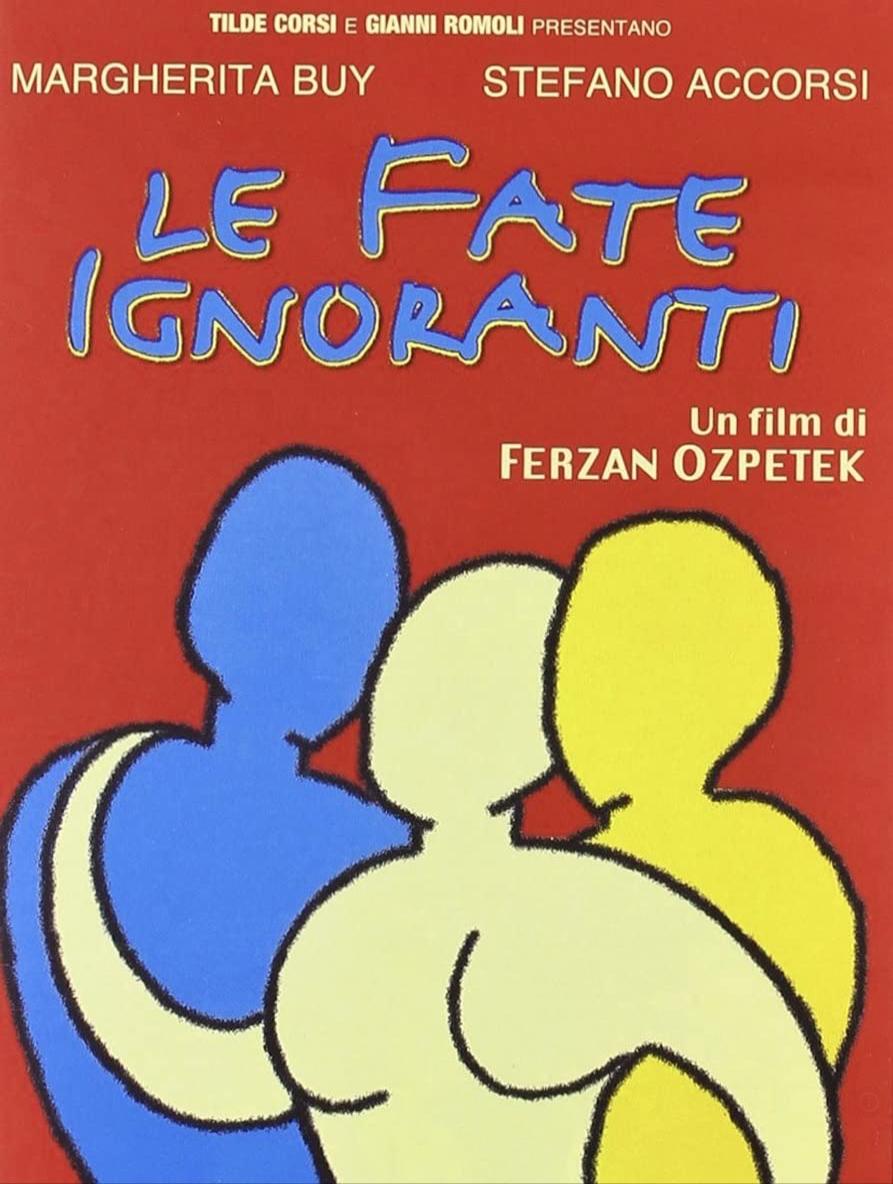 TILDE CORSI E GIANNI ROMOLI PRESENTANO
MARGHERITA BUY STEFANO ACCORSI
LE FATE
IGNORANTI
Un film di
FERZAN OZPETEK